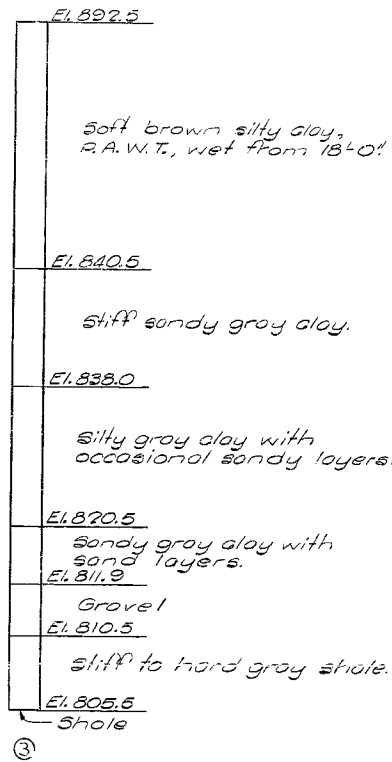 El. 892.5
Soft brown silty clay,
D.A.W.T., wet from 18'-0".
El. 840.5
Stiff sandy gray clay.
El. 838.0
Silty gray clay with
occasional sandy layers.
El. 820.5
Sandy gray clay with
sand layers.
El. 811.9
Gravel
El. 810.5
Stiff to hard gray shale.
El. 805.5
Shale
3